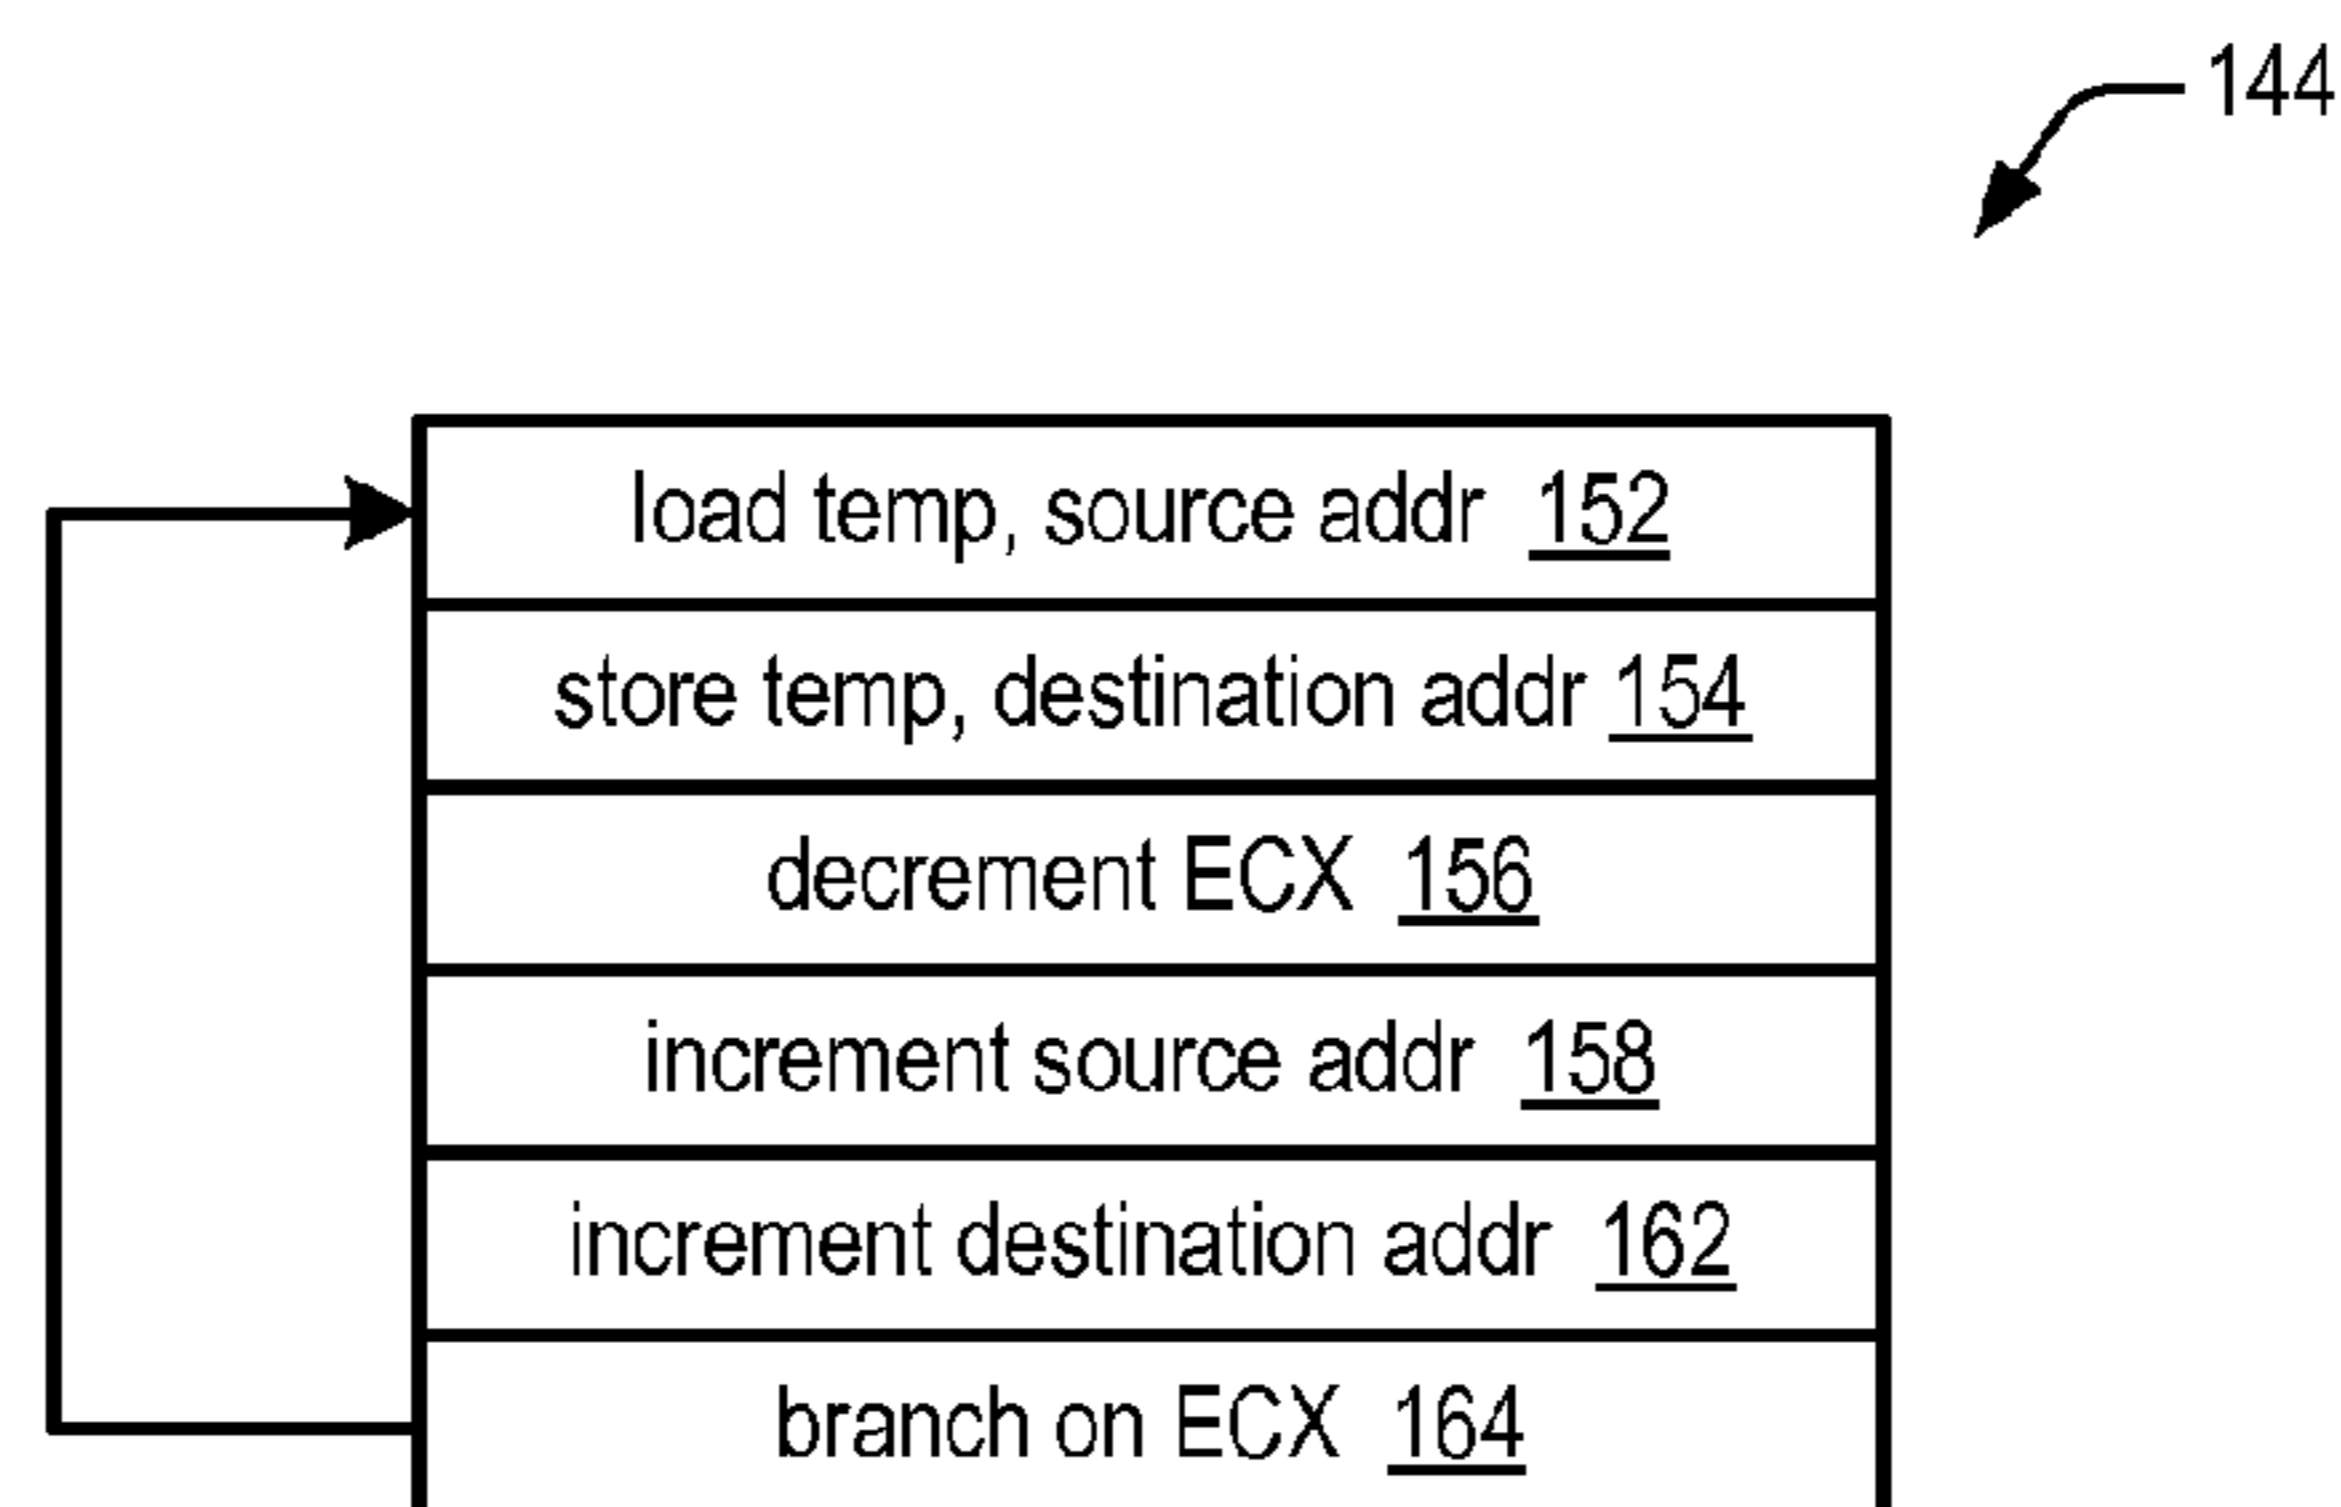 144
load temp, source addr 152
store temp, destination addr 154
decrement ECX 156
increment source addr 158
increment destination addr 162
branch on ECX 164